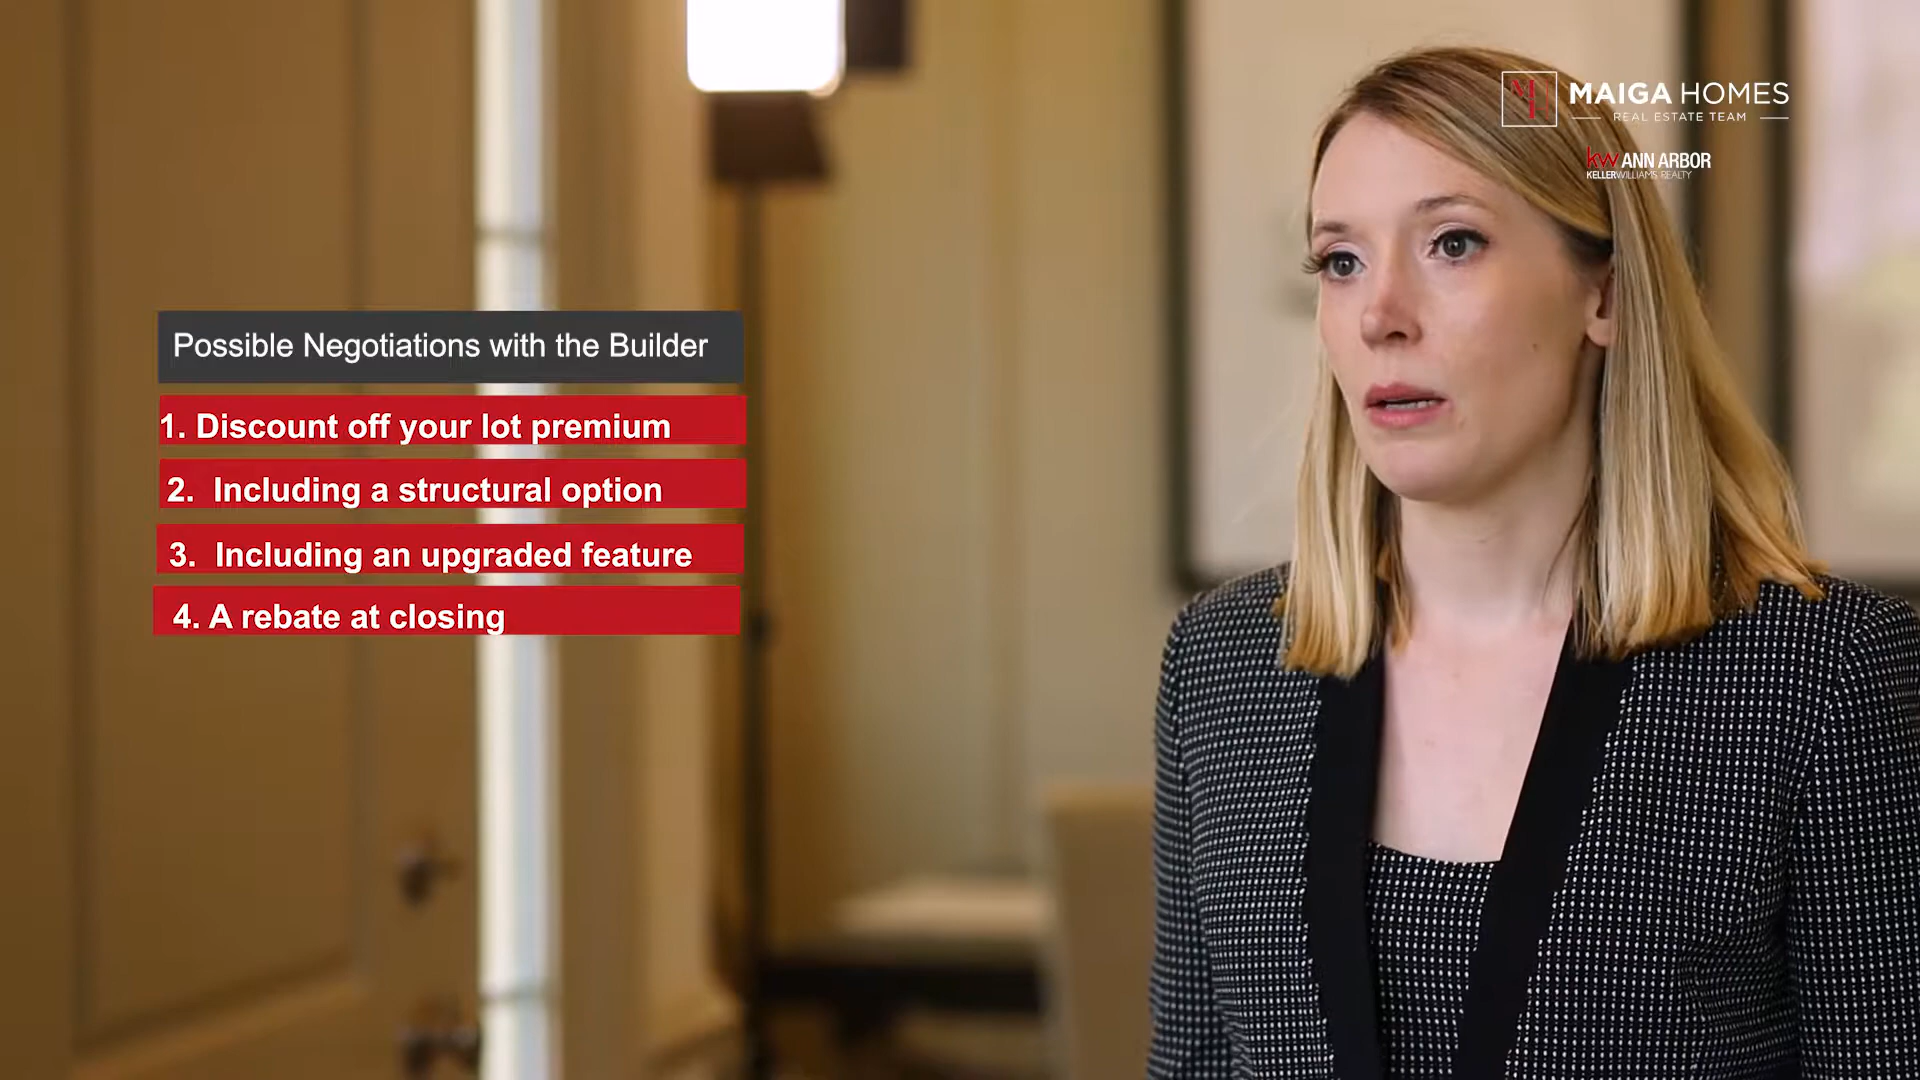 MAIGA HOMES
REAL ESTATE TEAM
kw ANN ARBOR
KELLERWILLIAMS REALTY
Possible Negotiations with the Builder
1. Discount off your lot premium
2. Including a structural option
3. Including an upgraded feature
4. A rebate at closing